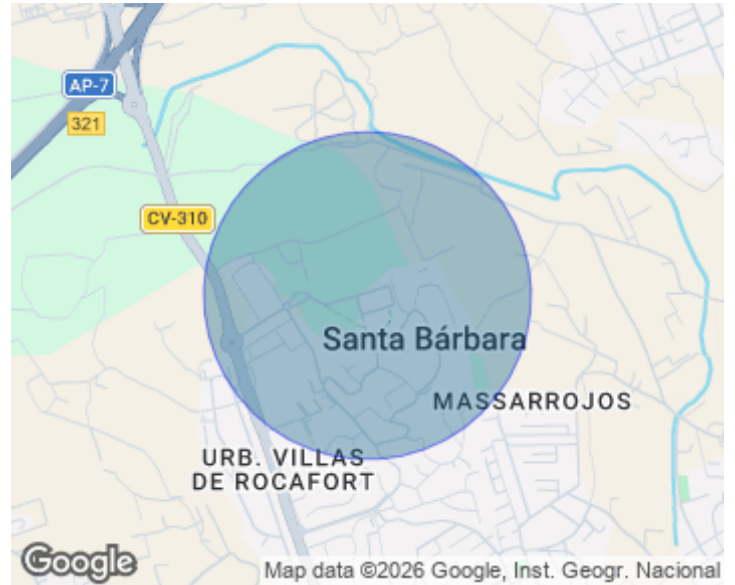 AP-7
321
CV-310
Santa Bárbara
MASSARROJOS
URB. VILLAS
DE ROCAFORT
Google
Map data ©2026 Google, Inst. Geogr. Nacional